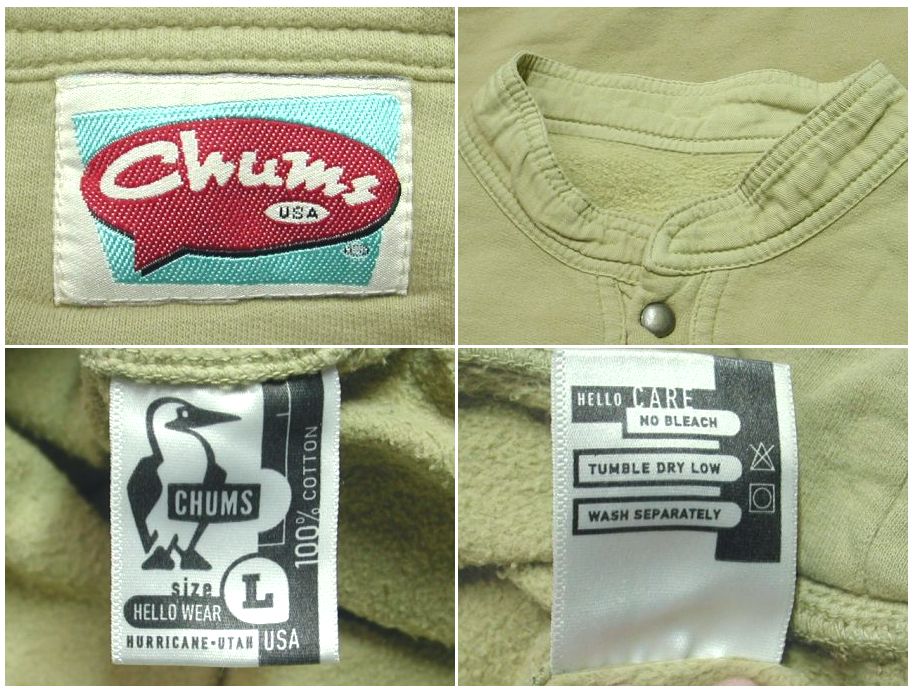 Chums
USA
CHUMS
100% COTTON
size L
HELLO WEAR
HURRICANE•UTAH USA
HELLO CARE
NO BLEACH
TUMBLE DRY LOW
WASH SEPARATELY